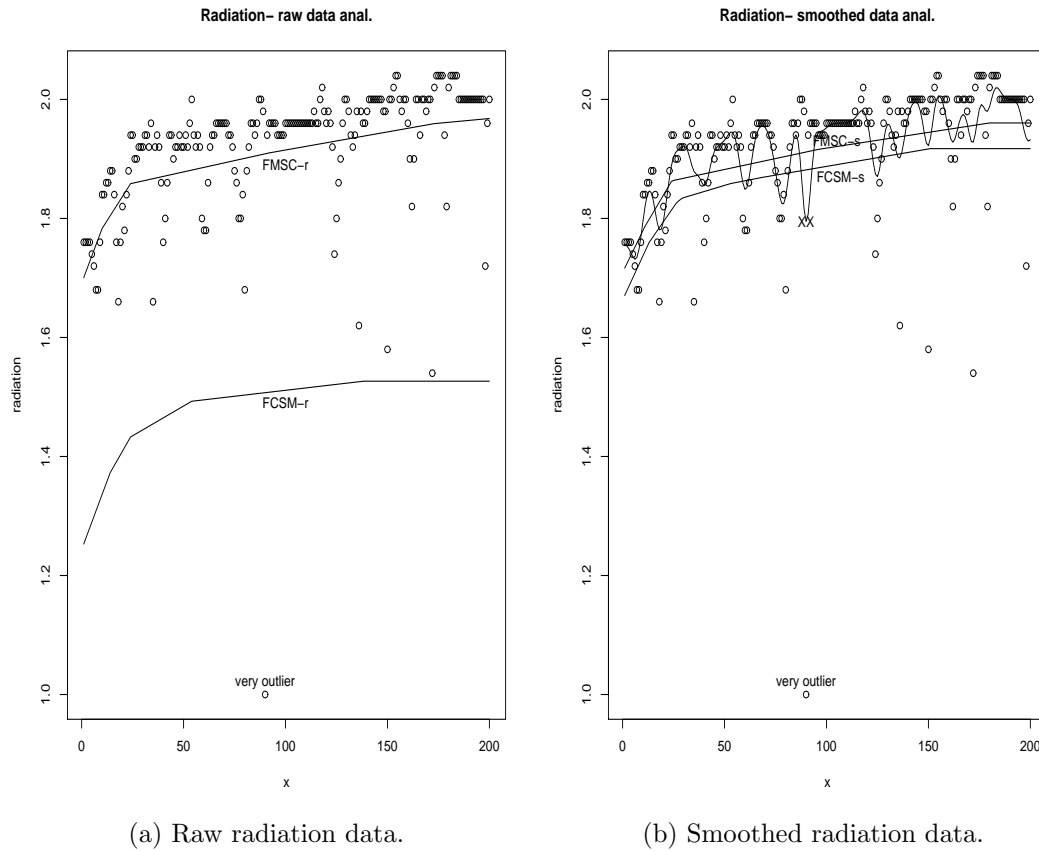 Radiation– raw data anal.
radiation
2.0
1.8
1.6
1.4
1.2
1.0
FMSC–r
FCSM–r
very outlier
0 50 100 150 200
x
(a) Raw radiation data.
Radiation– smoothed data anal.
radiation
2.0
1.8
1.6
1.4
1.2
1.0
FMSC–s
FCSM–s
XX
very outlier
0 50 100 150 200
x
(b) Smoothed radiation data.